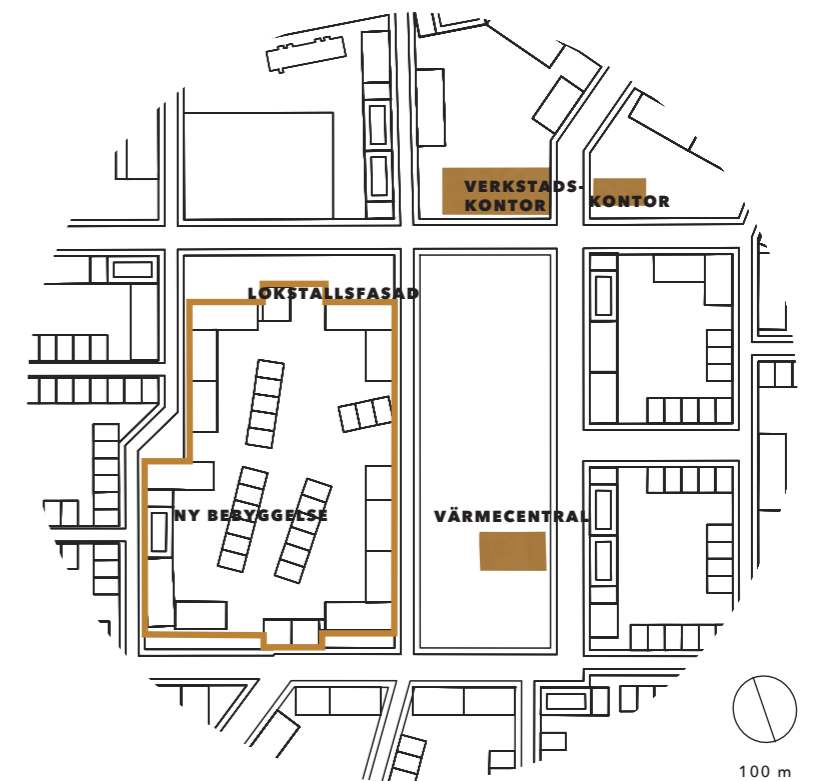 VERKSTADS-
KONTOR
KONTOR
LOKSTALLSFASAD
NY BEBYGGELSE
VÄRMECENTRAL
100 m